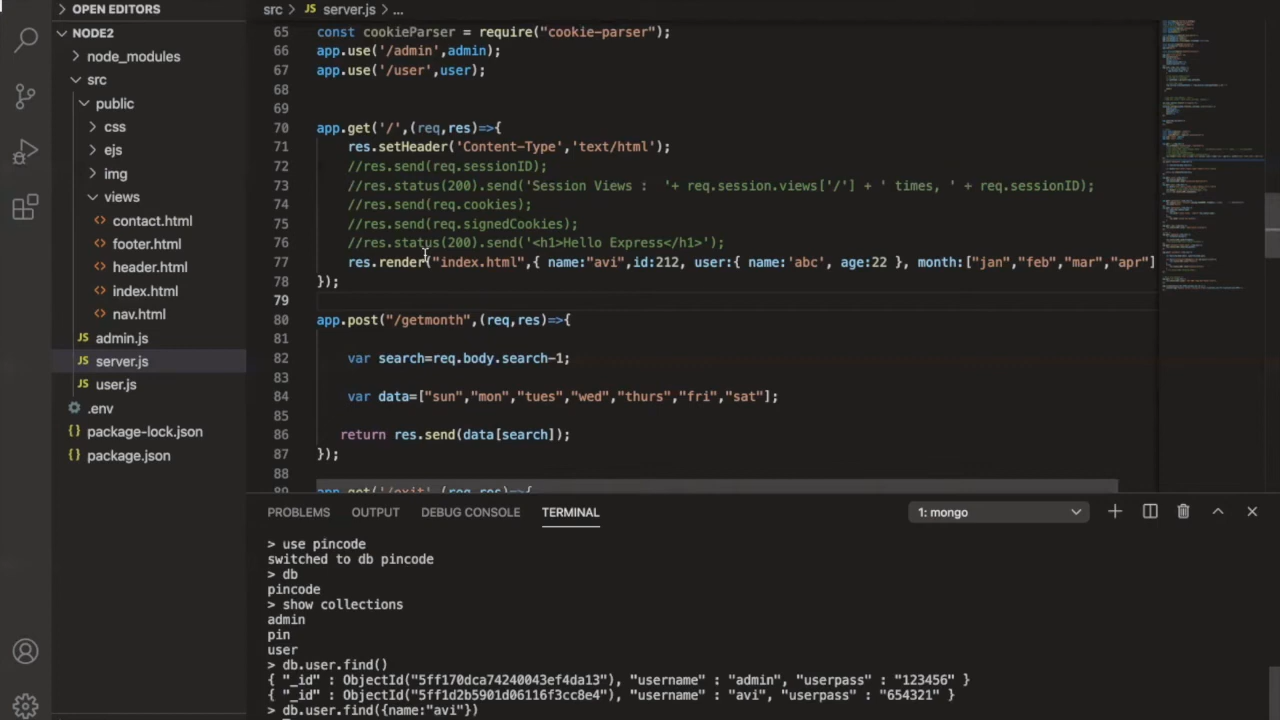 OPEN EDITORS
NODE2
node_modules
src
public
css
ejs
img
views
contact.html
footer.html
header.html
index.html
nav.html
admin.js
JS server.js
user.js
.env
package-lock.json
package.json
src > JS server.js > ...
65 const cookieParser = require("cookie-parser");
66 app.use('/admin',admin);
67 app.use('/user',user);
68
69
70 app.get('/',(req,res)=>{
71 res.setHeader('Content-Type','text/html');
72 //res.send(req.sessionID);
73 //res.status(200).send('Session Views :  '+ req.session.views['/'] + ' times, ' + req.sessionID);
74 //res.send(req.cookies);
75 //res.send(req.signedCookies);
76 //res.status(200).send('<h1>Hello Express</h1>');
77 res.render("index.html",{ name:"avi",id:212, user:{ name:'abc', age:22 }, month:["jan","feb","mar","apr"]
78 });
79
80 app.post("/getmonth",(req,res)=>{
81
82 var search=req.body.search-1;
83
84 var data=["sun","mon","tues","wed","thurs","fri","sat"];
85
86 return res.send(data[search]);
87 });
88
89 app.get('/exit',(req,res)=>{
PROBLEMS OUTPUT DEBUG CONSOLE TERMINAL 1: mongo
> use pincode
switched to db pincode
> db
pincode
> show collections
admin
pin
user
> db.user.find()
{ "_id" : ObjectId("5ff170dca74240043ef4da13"), "username" : "admin", "userpass" : "123456" }
{ "_id" : ObjectId("5ff1d2b5901d06116f3cc8e4"), "username" : "avi", "userpass" : "654321" }
> db.user.find({name:"avi"})